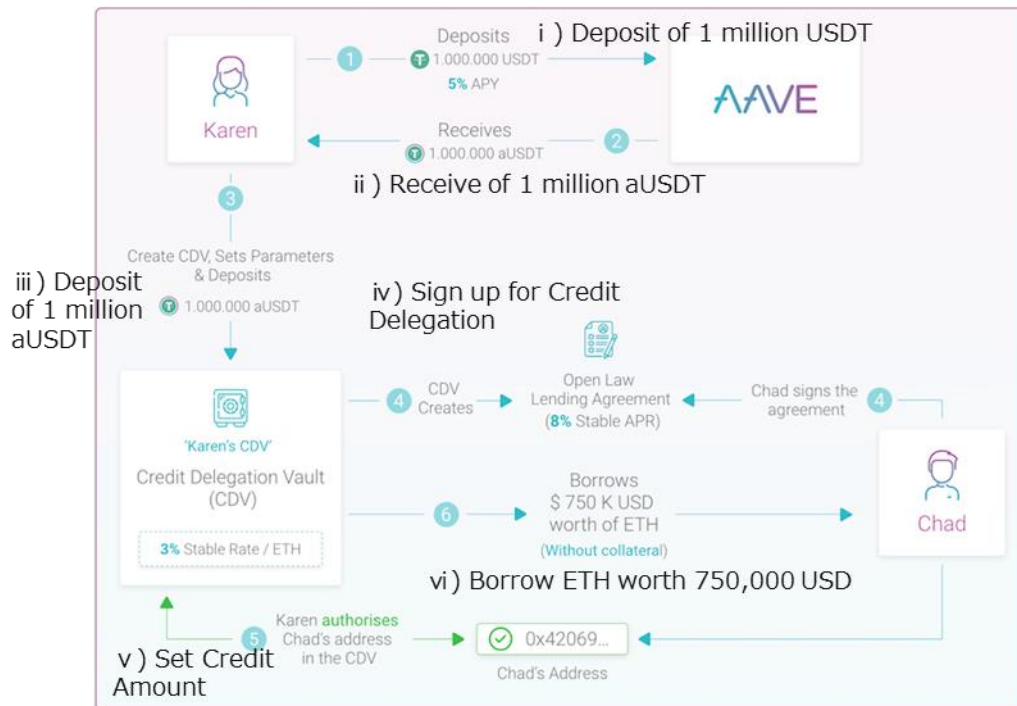 Deposits
1.000.000 USDT
5% APY
ⅰ) Deposit of 1 million USDT
1
AAVE
Karen
Receives
1.000.000 aUSDT
2
ⅱ) Receive of 1 million aUSDT
3
Create CDV, Sets Parameters
& Deposits
1.000.000 aUSDT
ⅲ) Deposit
of 1 million
aUSDT
ⅳ) Sign up for Credit
Delegation
4
CDV
Creates
Open Law
Lending Agreement
(8% Stable APR)
Chad signs the
agreement
4
'Karen's CDV'
Credit Delegation Vault
(CDV)
3% Stable Rate / ETH
6
Borrows
$ 750 K USD
worth of ETH
(Without collateral)
Chad
ⅵ) Borrow ETH worth 750,000 USD
5
Karen authorises
Chad's address
in the CDV
0x42069...
Chad's Address
ⅴ) Set Credit
Amount